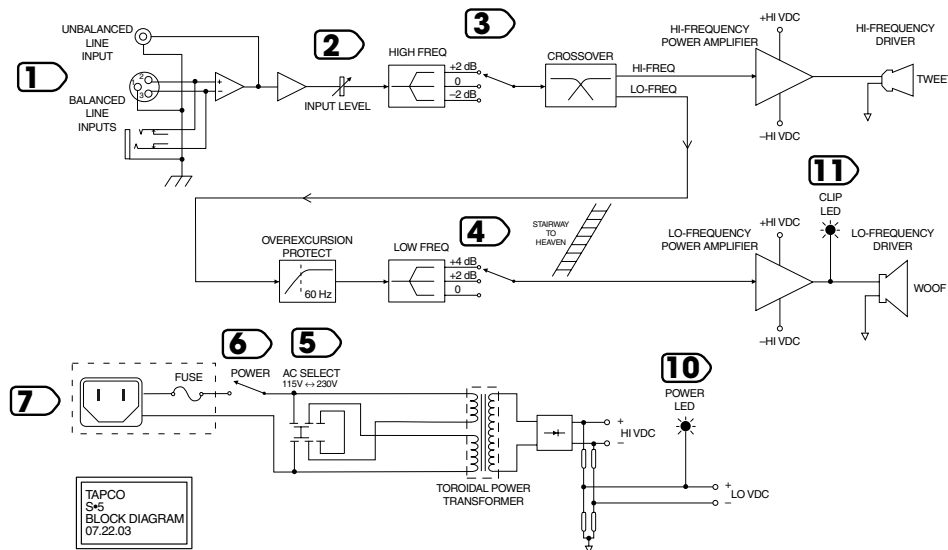 UNBALANCED
LINE
INPUT
1
2
1
3
+
–
BALANCED
LINE
INPUTS
2
INPUT LEVEL
HIGH FREQ
+2 dB
0
–2 dB
3
CROSSOVER
HI-FREQ
LO-FREQ
HI-FREQUENCY
POWER AMPLIFIER
+HI VDC
–HI VDC
HI-FREQUENCY
DRIVER
TWEET
OVEREXCURSION
PROTECT
60 Hz
LOW FREQ
+4 dB
+2 dB
0
4
STAIRWAY
TO
HEAVEN
LO-FREQUENCY
POWER AMPLIFIER
+HI VDC
–HI VDC
11
CLIP
LED
LO-FREQUENCY
DRIVER
WOOF
7
FUSE
6
POWER
5
AC SELECT
115V ↔ 230V
TOROIDAL POWER
TRANSFORMER
+
HI VDC
–
10
POWER
LED
+
LO VDC
–
TAPCO
S•5
BLOCK DIAGRAM
07.22.03